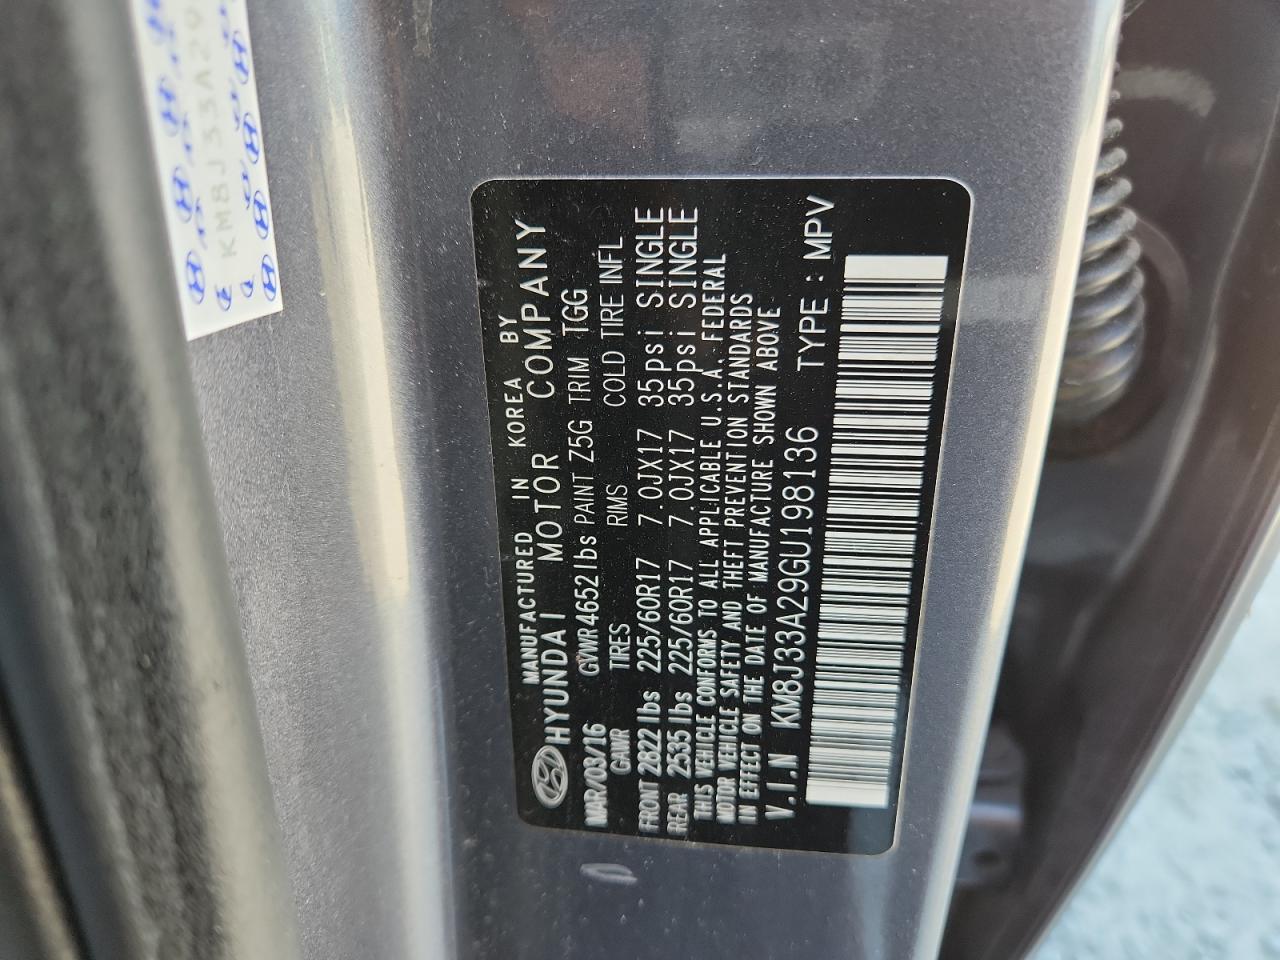 MANUFACTURED IN KOREA BY
HYUNDAI MOTOR COMPANY
MAR/03/16 GVWR 4652 lbs PAINT Z5G TRIM TGG
GAWR TIRES RIMS COLD TIRE INFL
FRONT 2822 lbs 225/60R17 7.0JX17 35psi SINGLE
REAR 2535 lbs 225/60R17 7.0JX17 35psi SINGLE
THIS VEHICLE CONFORMS TO ALL APPLICABLE U.S.A. FEDERAL
MOTOR VEHICLE SAFETY AND THEFT PREVENTION STANDARDS
IN EFFECT ON THE DATE OF MANUFACTURE SHOWN ABOVE
V.I.N KM8J33A29GU198136 TYPE : MPV
KM8J33A29